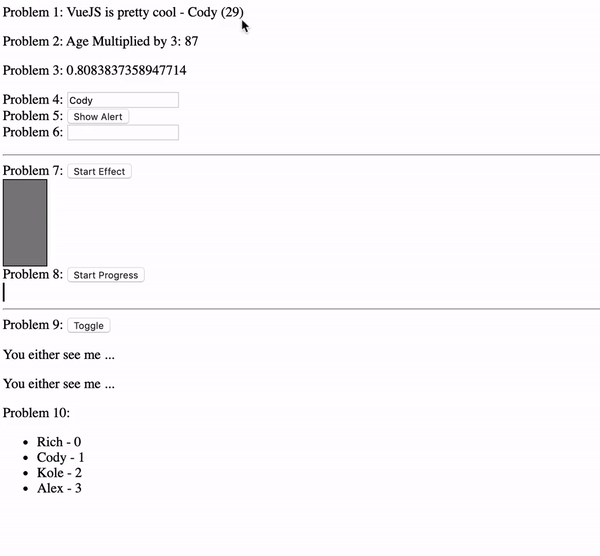 Problem 1: VueJS is pretty cool - Cody (29)
Problem 2: Age Multiplied by 3: 87
Problem 3: 0.8083837358947714
Problem 4: Cody
Problem 5: Show Alert
Problem 6:
Problem 7: Start Effect
Problem 8: Start Progress
Problem 9: Toggle
You either see me ...
You either see me ...
Problem 10:
• Rich - 0
• Cody - 1
• Kole - 2
• Alex - 3